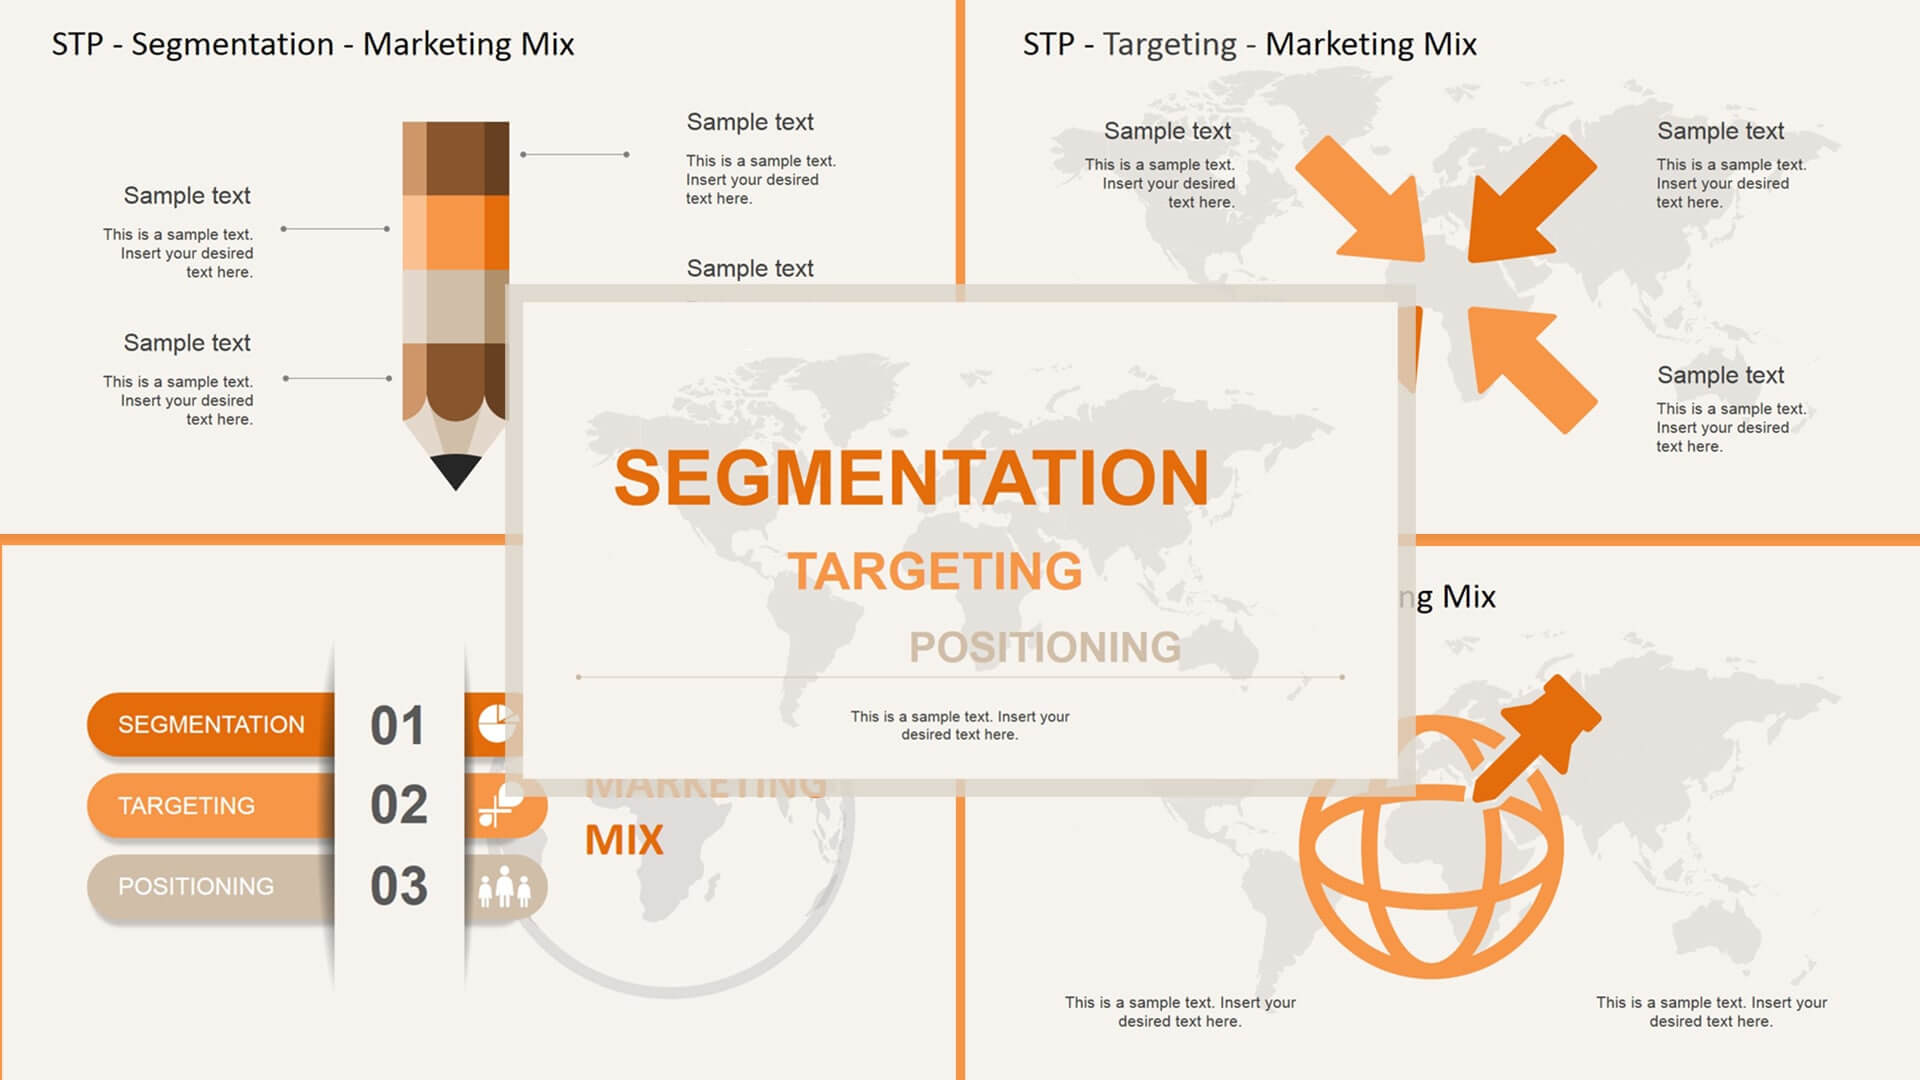 STP - Segmentation - Marketing Mix
Sample text
This is a sample text.
Insert your desired
text here.
Sample text
This is a sample text.
Insert your desired
text here.
Sample text
This is a sample text.
Insert your desired
text here.
Sample text
STP - Targeting - Marketing Mix
Sample text
This is a sample text.
Insert your desired
text here.
Sample text
This is a sample text.
Insert your desired
text here.
Sample text
This is a sample text.
Insert your desired
text here.
SEGMENTATION
TARGETING
POSITIONING
This is a sample text. Insert your
desired text here.
SEGMENTATION 01
TARGETING 02
POSITIONING 03
MARKETING
MIX
ng Mix
This is a sample text. Insert your
desired text here.
This is a sample text. Insert your
desired text here.